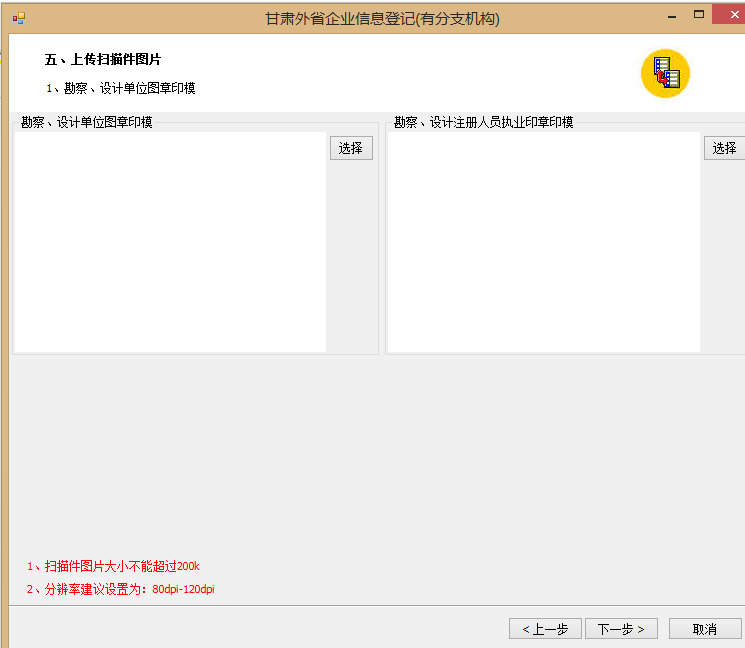 甘肃外省企业信息登记(有分支机构)
五、上传扫描件图片
1、勘察、设计单位图章印模
勘察、设计单位图章印模
勘察、设计注册人员执业印章印模
选择
选择
1、扫描件图片大小不能超过200k
2、分辨率建议设置为：80dpi-120dpi
< 上一步
下一步 >
取消